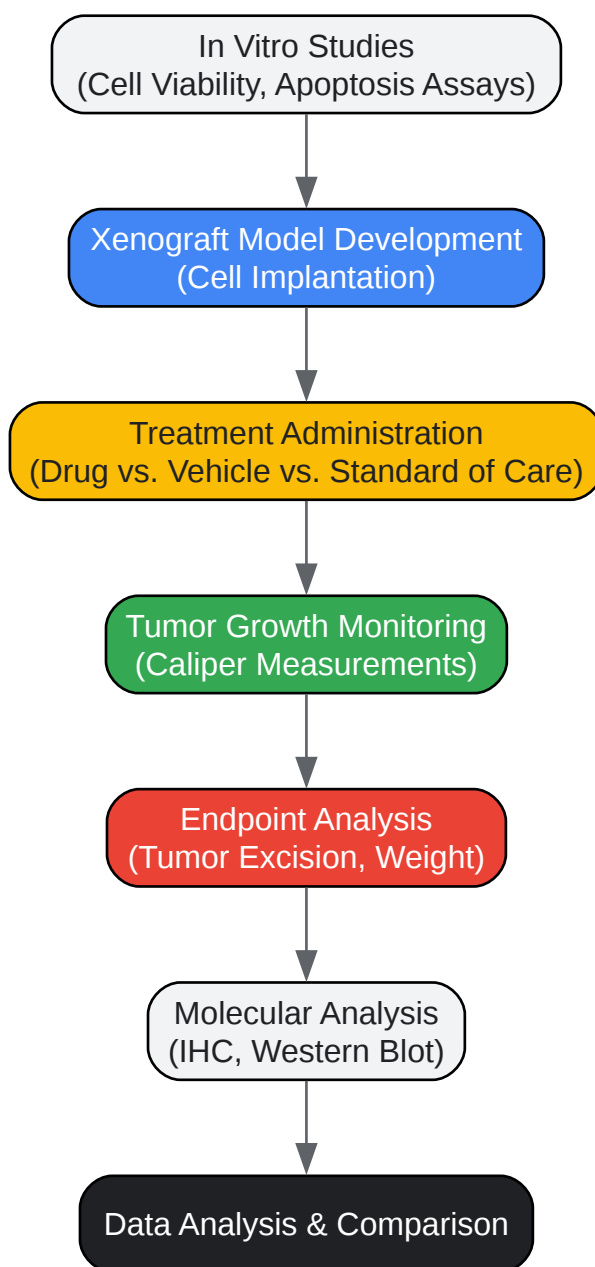 In Vitro Studies
(Cell Viability, Apoptosis Assays)
Xenograft Model Development
(Cell Implantation)
Treatment Administration
(Drug vs. Vehicle vs. Standard of Care)
Tumor Growth Monitoring
(Caliper Measurements)
Endpoint Analysis
(Tumor Excision, Weight)
Molecular Analysis
(IHC, Western Blot)
Data Analysis & Comparison